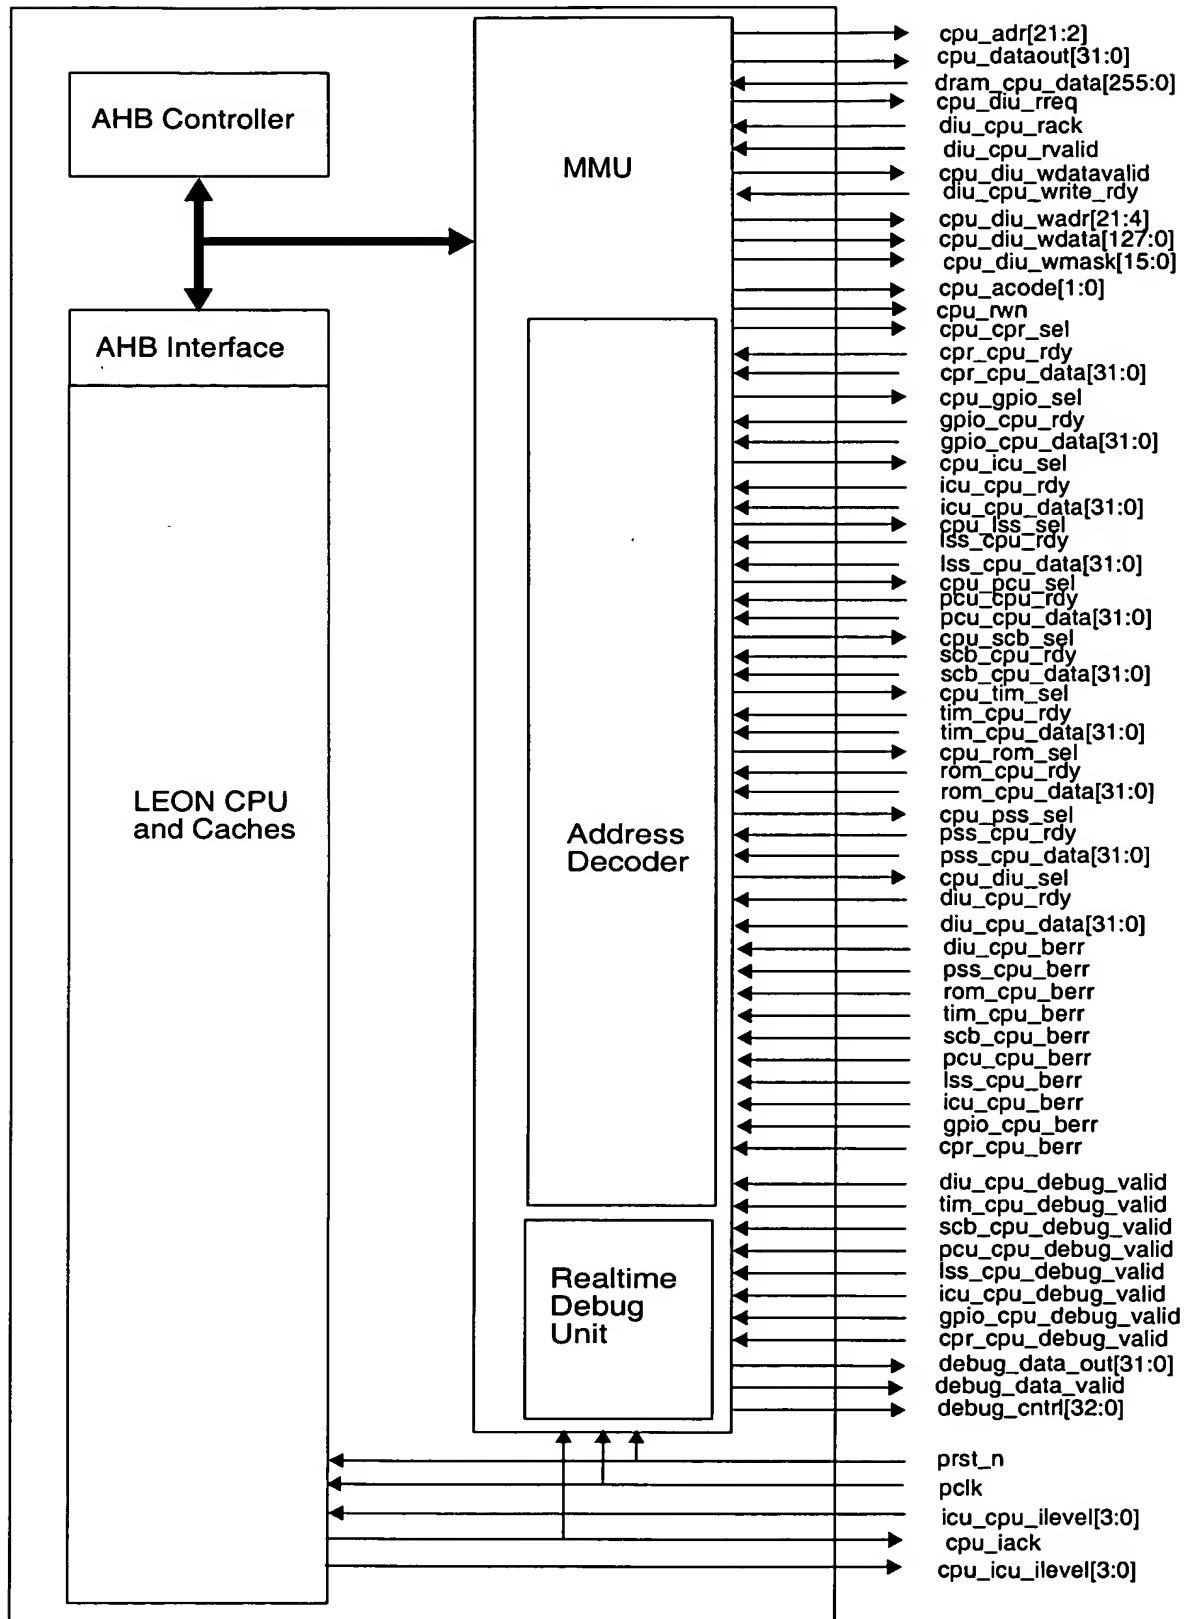 AHB Controller
MMU
AHB Interface
LEON CPU
and Caches
Address
Decoder
Realtime
Debug
Unit
cpu_adr[21:2]
cpu_dataout[31:0]
dram_cpu_data[255:0]
cpu_diu_rreq
diu_cpu_rack
diu_cpu_rvalid
cpu_diu_wdatavalid
diu_cpu_write_rdy
cpu_diu_wadr[21:4]
cpu_diu_wdata[127:0]
cpu_diu_wmask[15:0]
cpu_acode[1:0]
cpu_rwn
cpu_cpr_sel
cpr_cpu_rdy
cpr_cpu_data[31:0]
cpu_gpio_sel
gpio_cpu_rdy
gpio_cpu_data[31:0]
cpu_icu_sel
icu_cpu_rdy
icu_cpu_data[31:0]
cpu_lss_sel
lss_cpu_rdy
lss_cpu_data[31:0]
cpu_pcu_sel
pcu_cpu_rdy
pcu_cpu_data[31:0]
cpu_scb_sel
scb_cpu_rdy
scb_cpu_data[31:0]
cpu_tim_sel
tim_cpu_rdy
tim_cpu_data[31:0]
cpu_rom_sel
rom_cpu_rdy
rom_cpu_data[31:0]
cpu_pss_sel
pss_cpu_rdy
pss_cpu_data[31:0]
cpu_diu_sel
diu_cpu_rdy
diu_cpu_data[31:0]
diu_cpu_berr
pss_cpu_berr
rom_cpu_berr
tim_cpu_berr
scb_cpu_berr
pcu_cpu_berr
lss_cpu_berr
icu_cpu_berr
gpio_cpu_berr
cpr_cpu_berr
diu_cpu_debug_valid
tim_cpu_debug_valid
scb_cpu_debug_valid
pcu_cpu_debug_valid
lss_cpu_debug_valid
icu_cpu_debug_valid
gpio_cpu_debug_valid
cpr_cpu_debug_valid
debug_data_out[31:0]
debug_data_valid
debug_cntrl[32:0]
prst_n
pclk
icu_cpu_ilevel[3:0]
cpu_iack
cpu_icu_ilevel[3:0]